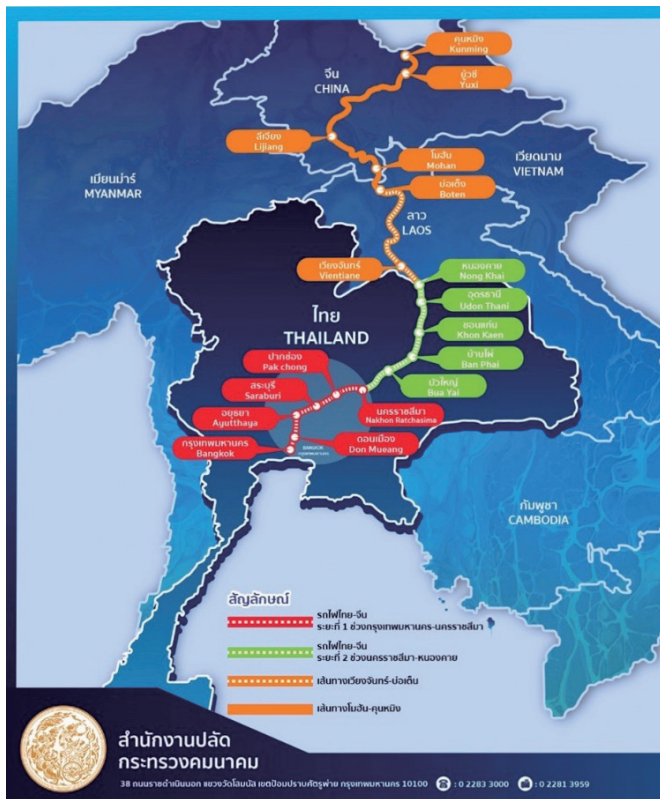 คุนหมิง
Kunming
ยู่วซี
Yuxi
จีน
CHINA
ลีเจียง
Lijiang
โมฮัน
Mohan
เวียดนาม
VIETNAM
เมียนม่าร์
MYANMAR
บ่อเต็ง
Boten
ลาว
LAOS
เวียงจันทร์
Vientiane
หนองคาย
Nong Khai
อุดรธานี
Udon Thani
ไทย
THAILAND
ขอนแก่น
Khon Kaen
ปากช่อง
Pak chong
บ้านไผ่
Ban Phai
สระบุรี
Saraburi
บัวใหญ่
Bua Yai
อยุธยา
Ayutthaya
นครราชสีมา
Nakhon Ratchasima
กรุงเทพมหานคร
Bangkok
ดอนเมือง
Don Mueang
BANGKOK
กรุงเทพมหานคร
กัมพูชา
CAMBODIA
สัญลักษณ์
รถไฟไทย-จีน
ระยะที่ 1 ช่วงกรุงเทพมหานคร-นครราชสีมา
รถไฟไทย-จีน
ระยะที่ 2 ช่วงนครราชสีมา-หนองคาย
เส้นทางเวียงจันทร์-บ่อเต็น
เส้นทางโมฮัน-คุนหมิง
สำนักงานปลัด
กระทรวงคมนาคม
38 ถนนราชดำเนินนอก แขวงวัดโสมนัส เขตป้อมปราบศัตรูพ่าย กรุงเทพมหานคร 10100 : 0 2283 3000 : 0 2281 3959